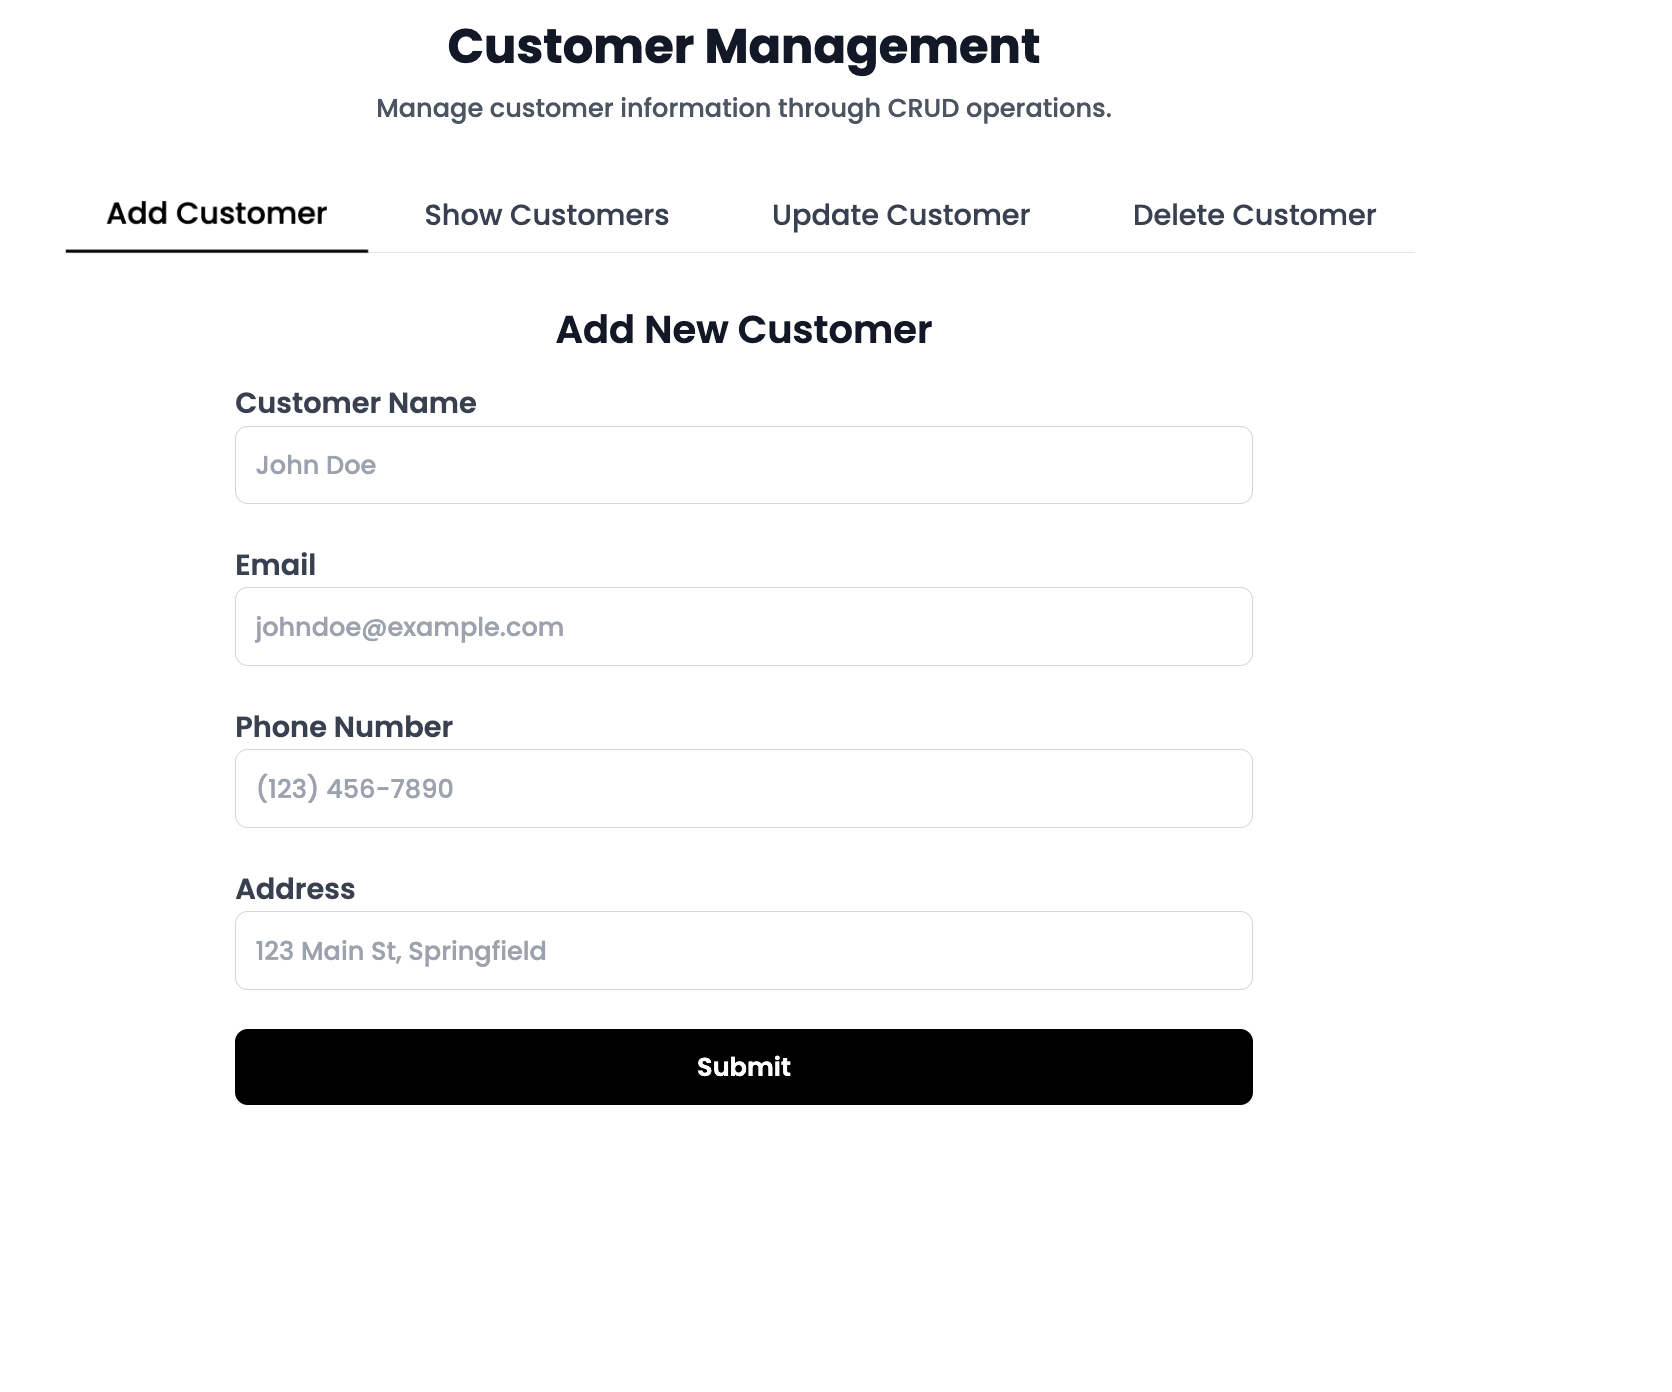 Customer Management
Manage customer information through CRUD operations.
Add Customer Show Customers Update Customer Delete Customer
Add New Customer
Customer Name
John Doe
Email
johndoe@example.com
Phone Number
(123) 456-7890
Address
123 Main St, Springfield
Submit